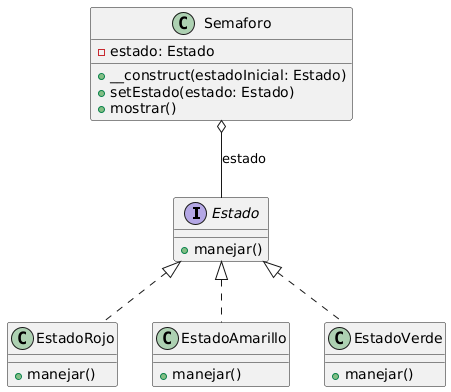 C Semaforo
estado: Estado
__construct(estadoInicial: Estado)
setEstado(estado: Estado)
mostrar()
estado
I Estado
manejar()
C EstadoRojo
manejar()
C EstadoAmarillo
manejar()
C EstadoVerde
manejar()